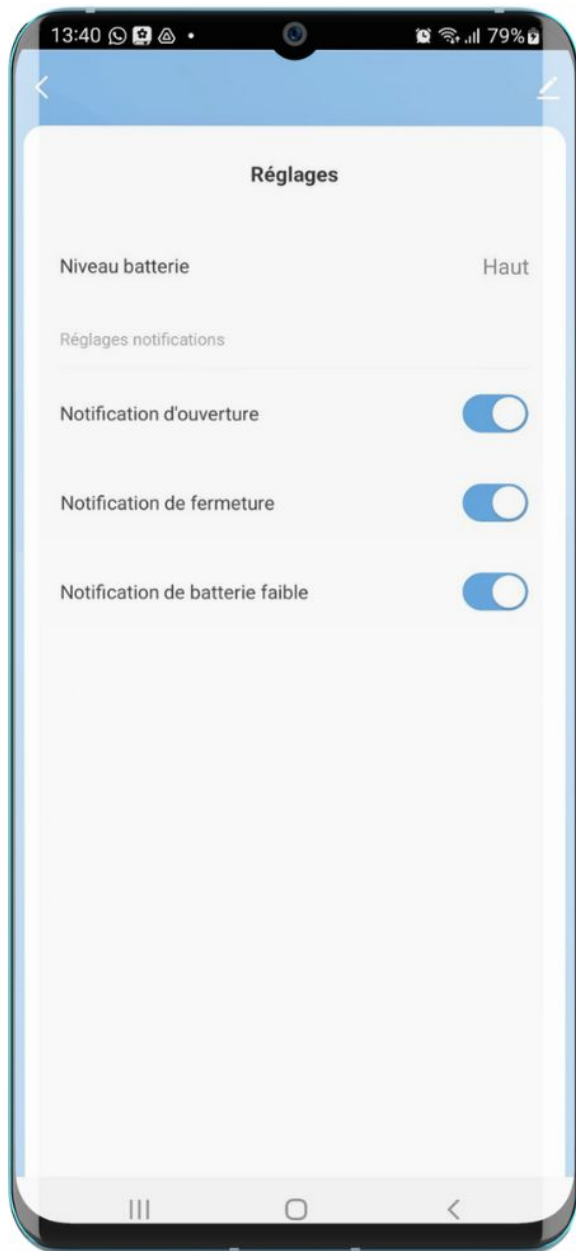 13:40
79%
Réglages
Niveau batterie Haut
Réglages notifications
Notification d'ouverture
Notification de fermeture
Notification de batterie faible